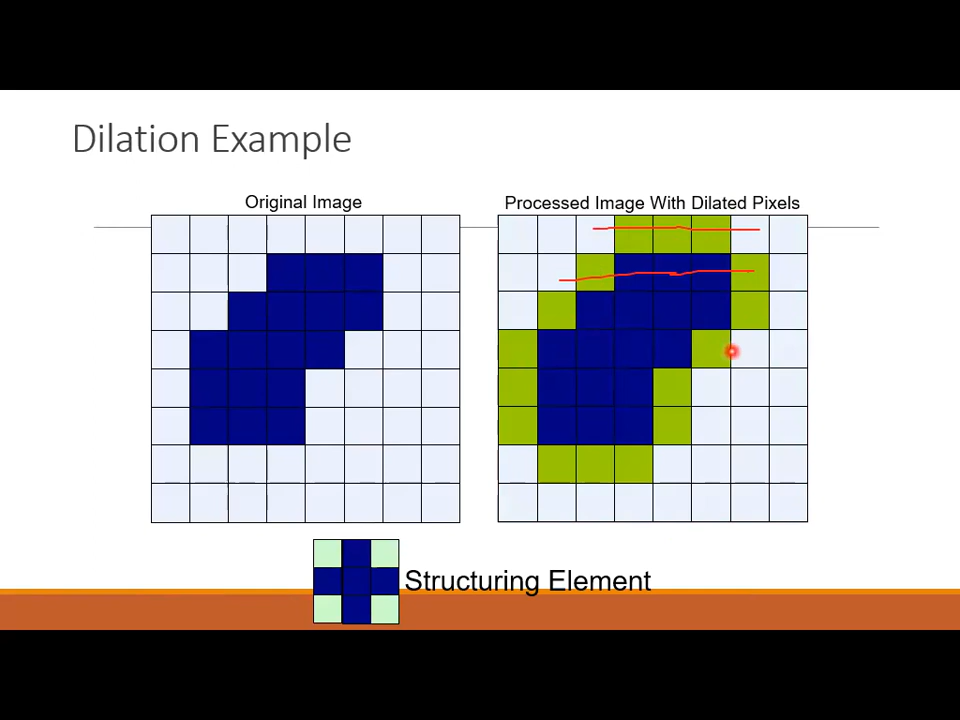 Dilation Example
Original Image
Processed Image With Dilated Pixels
Structuring Element